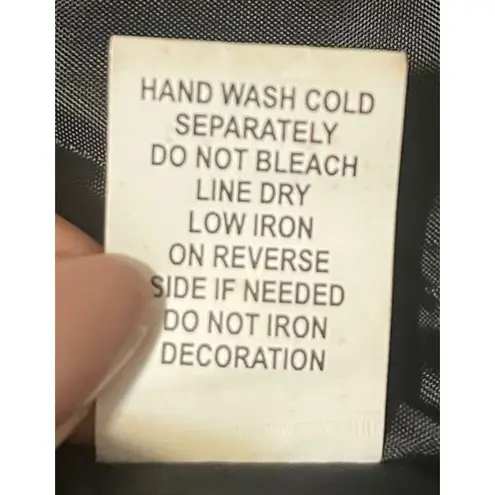 HAND WASH COLD
SEPARATELY
DO NOT BLEACH
LINE DRY
LOW IRON
ON REVERSE
SIDE IF NEEDED
DO NOT IRON
DECORATION